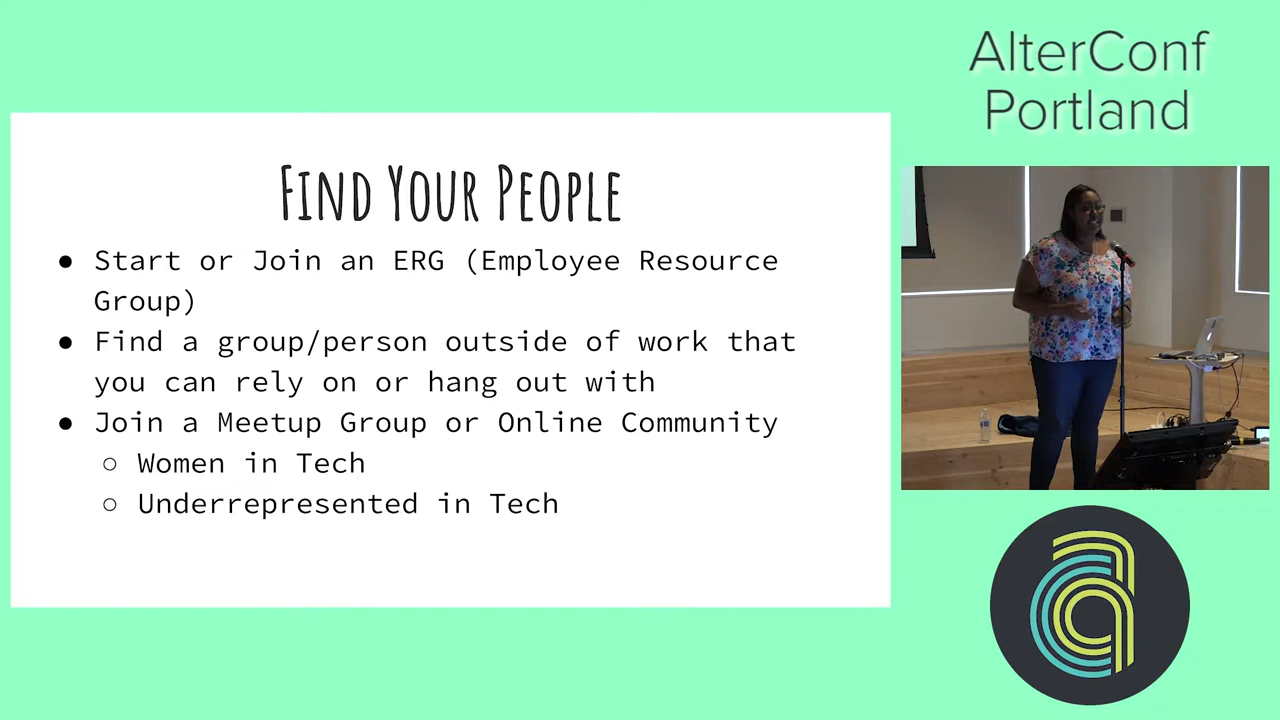 AlterConf
Portland
Find Your People
● Start or Join an ERG (Employee Resource
Group)
● Find a group/person outside of work that
you can rely on or hang out with
● Join a Meetup Group or Online Community
○ Women in Tech
○ Underrepresented in Tech